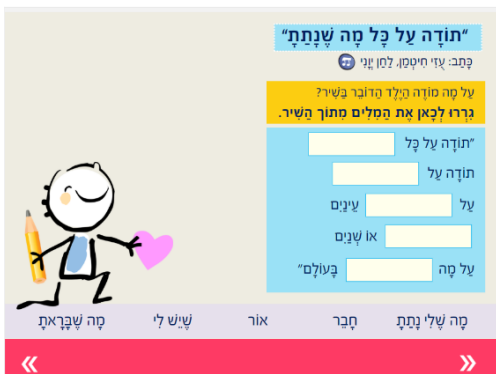 "תּוֹדָה עַל כָּל מָה שֶׁנָתַתָ"
כָּתַב: עֻזִּי חִיטְמַן, לַחַן יֻוָנִי
עַל מָה מוֹדֶה הַיֶּלֶד הַדּוֹבֵר בַּשִּׁיר?
גִּרְרוּ לְכָאן אֶת הַמִּלִּים מִתּוֹךְ הַשִּׁיר.
"תּוֹדָה עַל כָּל
תּוֹדָה עַל
עַל עֵינַיִם
אוֹ שְׁנַיִם
עַל מָה בָּעוֹלָם"
מָה שֶׁלִּי נָתַתָ חָבֵר אוֹר שֶׁיֵּשׁ לִי מָה שֶׁבָּרָאתָ
« »